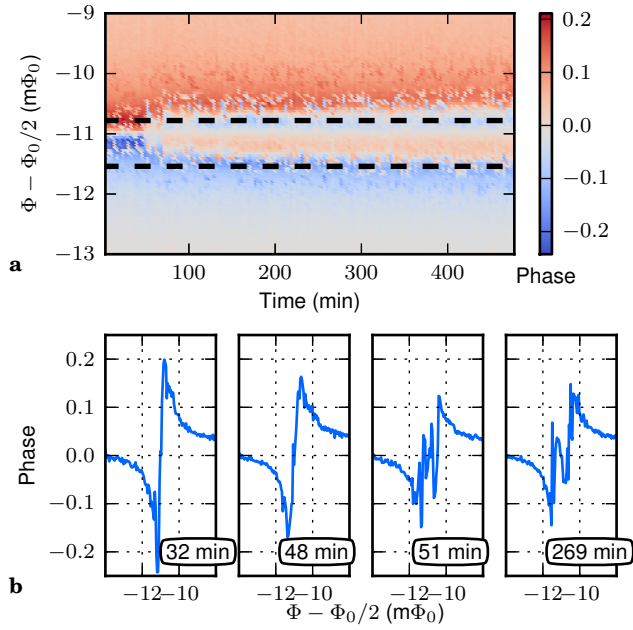 −9
−10
−11
−12
−13
Φ − Φ₀/2 (mΦ₀)
100
200
300
400
Time (min)
0.2
0.1
0.0
−0.1
−0.2
Phase
a
0.2
0.1
0.0
−0.1
−0.2
Phase
32 min
48 min
51 min
269 min
−12−10
−12−10
−12−10
−12−10
Φ − Φ₀/2 (mΦ₀)
b